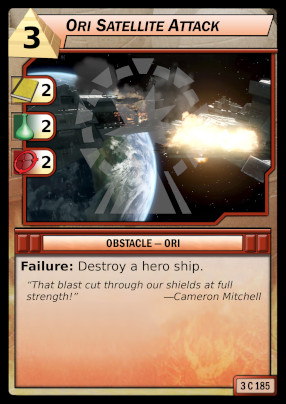 3
ORI SATELLITE ATTACK
2
2
2
OBSTACLE – ORI
Failure: Destroy a hero ship.
“That blast cut through our shields at full
strength!” —Cameron Mitchell
3 C 185